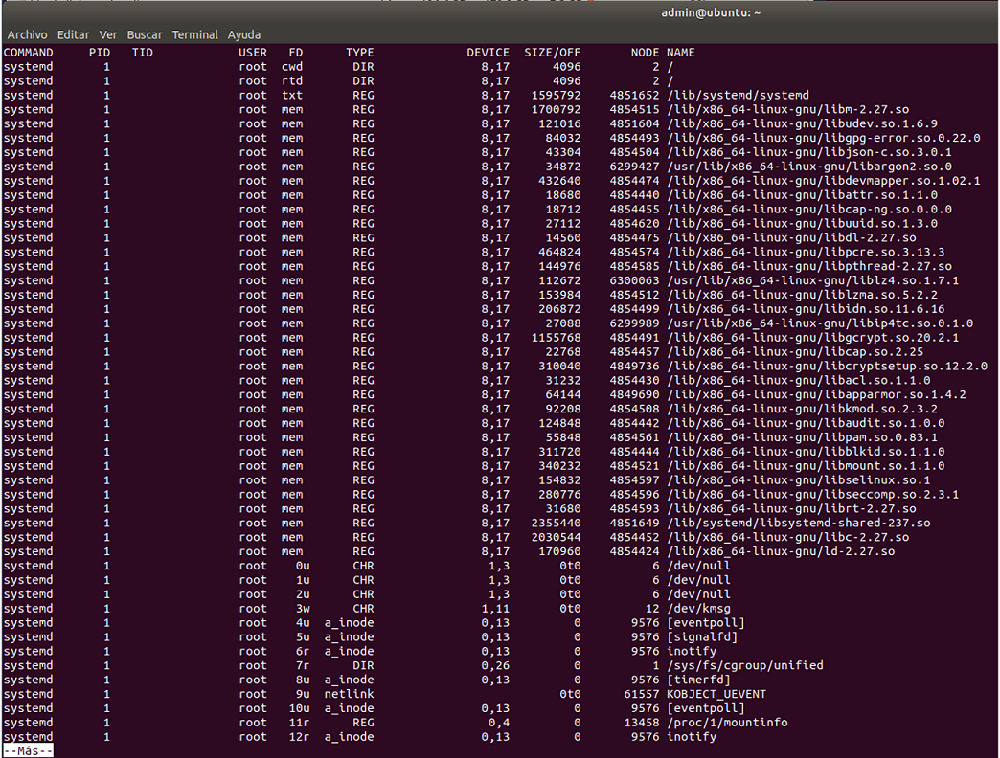 admin@ubuntu: ~
Archivo Editar Ver Buscar Terminal Ayuda
COMMAND PID TID USER FD TYPE DEVICE SIZE/OFF NODE NAME
systemd 1 root cwd DIR 8,17 4096 2 /
systemd 1 root rtd DIR 8,17 4096 2 /
systemd 1 root txt REG 8,17 1595792 4851652 /lib/systemd/systemd
systemd 1 root mem REG 8,17 1700792 4854515 /lib/x86_64-linux-gnu/libm-2.27.so
systemd 1 root mem REG 8,17 121016 4851604 /lib/x86_64-linux-gnu/libudev.so.1.6.9
systemd 1 root mem REG 8,17 84032 4854493 /lib/x86_64-linux-gnu/libgpg-error.so.0.22.0
systemd 1 root mem REG 8,17 43304 4854504 /lib/x86_64-linux-gnu/libjson-c.so.3.0.1
systemd 1 root mem REG 8,17 34872 6299427 /usr/lib/x86_64-linux-gnu/libargon2.so.0
systemd 1 root mem REG 8,17 432640 4854474 /lib/x86_64-linux-gnu/libdevmapper.so.1.02.1
systemd 1 root mem REG 8,17 18680 4854440 /lib/x86_64-linux-gnu/libattr.so.1.1.0
systemd 1 root mem REG 8,17 18712 4854455 /lib/x86_64-linux-gnu/libcap-ng.so.0.0.0
systemd 1 root mem REG 8,17 27112 4854620 /lib/x86_64-linux-gnu/libuuid.so.1.3.0
systemd 1 root mem REG 8,17 14560 4854475 /lib/x86_64-linux-gnu/libdl-2.27.so
systemd 1 root mem REG 8,17 464824 4854574 /lib/x86_64-linux-gnu/libpcre.so.3.13.3
systemd 1 root mem REG 8,17 144976 4854585 /lib/x86_64-linux-gnu/libpthread-2.27.so
systemd 1 root mem REG 8,17 112672 6300063 /usr/lib/x86_64-linux-gnu/liblz4.so.1.7.1
systemd 1 root mem REG 8,17 153984 4854512 /lib/x86_64-linux-gnu/liblzma.so.5.2.2
systemd 1 root mem REG 8,17 206872 4854499 /lib/x86_64-linux-gnu/libidn.so.11.6.16
systemd 1 root mem REG 8,17 27088 6299989 /usr/lib/x86_64-linux-gnu/libip4tc.so.0.1.0
systemd 1 root mem REG 8,17 1155768 4854491 /lib/x86_64-linux-gnu/libgcrypt.so.20.2.1
systemd 1 root mem REG 8,17 22768 4854457 /lib/x86_64-linux-gnu/libcap.so.2.25
systemd 1 root mem REG 8,17 310040 4849736 /lib/x86_64-linux-gnu/libcryptsetup.so.12.2.0
systemd 1 root mem REG 8,17 31232 4854430 /lib/x86_64-linux-gnu/libacl.so.1.1.0
systemd 1 root mem REG 8,17 64144 4849690 /lib/x86_64-linux-gnu/libapparmor.so.1.4.2
systemd 1 root mem REG 8,17 92208 4854508 /lib/x86_64-linux-gnu/libkmod.so.2.3.2
systemd 1 root mem REG 8,17 124848 4854442 /lib/x86_64-linux-gnu/libaudit.so.1.0.0
systemd 1 root mem REG 8,17 55848 4854561 /lib/x86_64-linux-gnu/libpam.so.0.83.1
systemd 1 root mem REG 8,17 311720 4854444 /lib/x86_64-linux-gnu/libblkid.so.1.1.0
systemd 1 root mem REG 8,17 340232 4854521 /lib/x86_64-linux-gnu/libmount.so.1.1.0
systemd 1 root mem REG 8,17 154832 4854597 /lib/x86_64-linux-gnu/libselinux.so.1
systemd 1 root mem REG 8,17 280776 4854596 /lib/x86_64-linux-gnu/libseccomp.so.2.3.1
systemd 1 root mem REG 8,17 31680 4854593 /lib/x86_64-linux-gnu/librt-2.27.so
systemd 1 root mem REG 8,17 2355440 4851649 /lib/systemd/libsystemd-shared-237.so
systemd 1 root mem REG 8,17 2030544 4854452 /lib/x86_64-linux-gnu/libc-2.27.so
systemd 1 root mem REG 8,17 170960 4854424 /lib/x86_64-linux-gnu/ld-2.27.so
systemd 1 root 0u CHR 1,3 0t0 6 /dev/null
systemd 1 root 1u CHR 1,3 0t0 6 /dev/null
systemd 1 root 2u CHR 1,3 0t0 6 /dev/null
systemd 1 root 3w CHR 1,11 0t0 12 /dev/kmsg
systemd 1 root 4u a_inode 0,13 0 9576 [eventpoll]
systemd 1 root 5u a_inode 0,13 0 9576 [signalfd]
systemd 1 root 6r a_inode 0,13 0 9576 inotify
systemd 1 root 7r DIR 0,26 0 1 /sys/fs/cgroup/unified
systemd 1 root 8u a_inode 0,13 0 9576 [timerfd]
systemd 1 root 9u netlink 0t0 61557 KOBJECT_UEVENT
systemd 1 root 10u a_inode 0,13 0 9576 [eventpoll]
systemd 1 root 11r REG 0,4 0 13458 /proc/1/mountinfo
systemd 1 root 12r a_inode 0,13 0 9576 inotify
--Más--